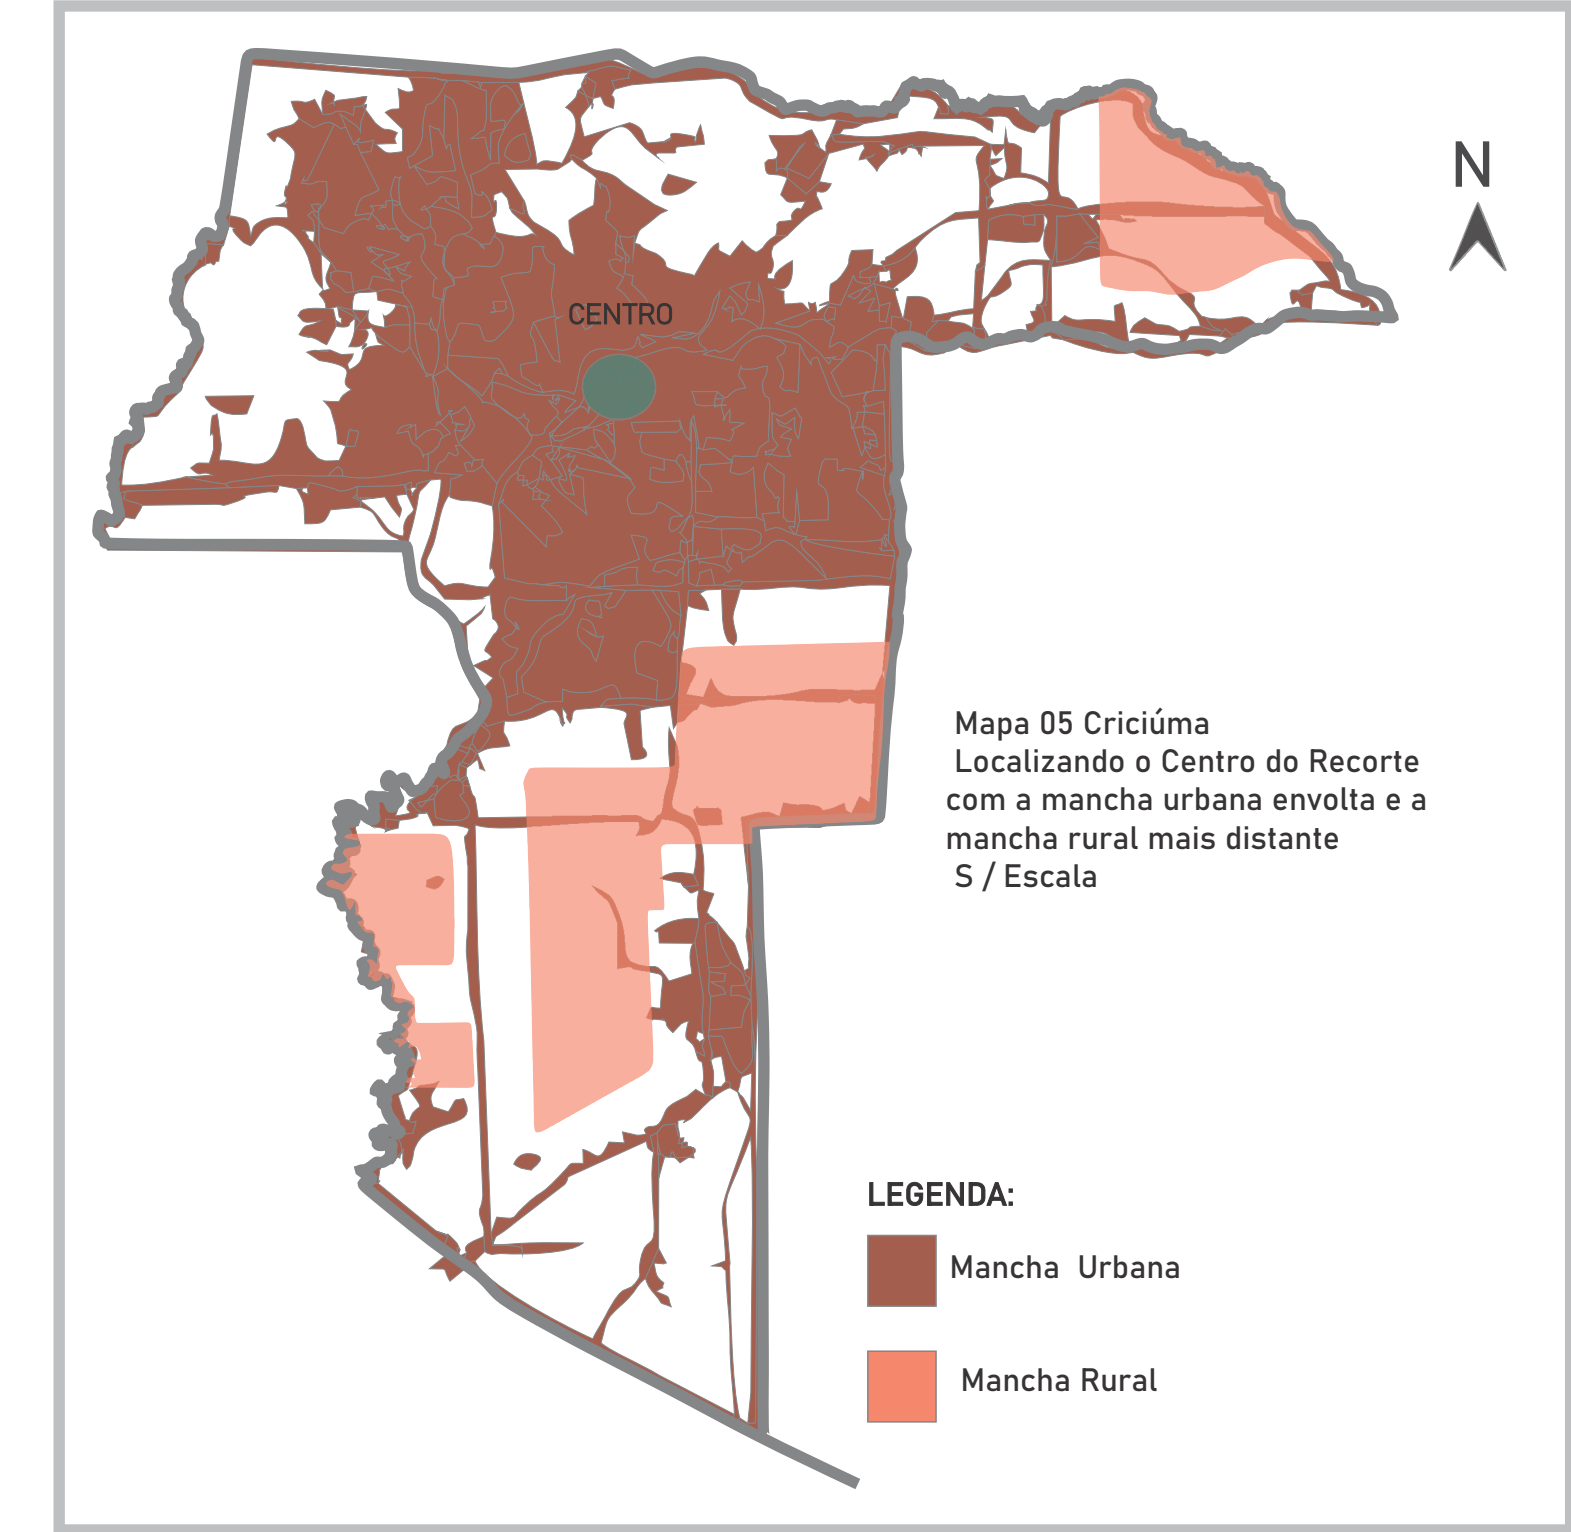 N
CENTRO
Mapa 05 Criciúma
Localizando o Centro do Recorte
com a mancha urbana envolta e a
mancha rural mais distante
S / Escala
LEGENDA:
Mancha Urbana
Mancha Rural